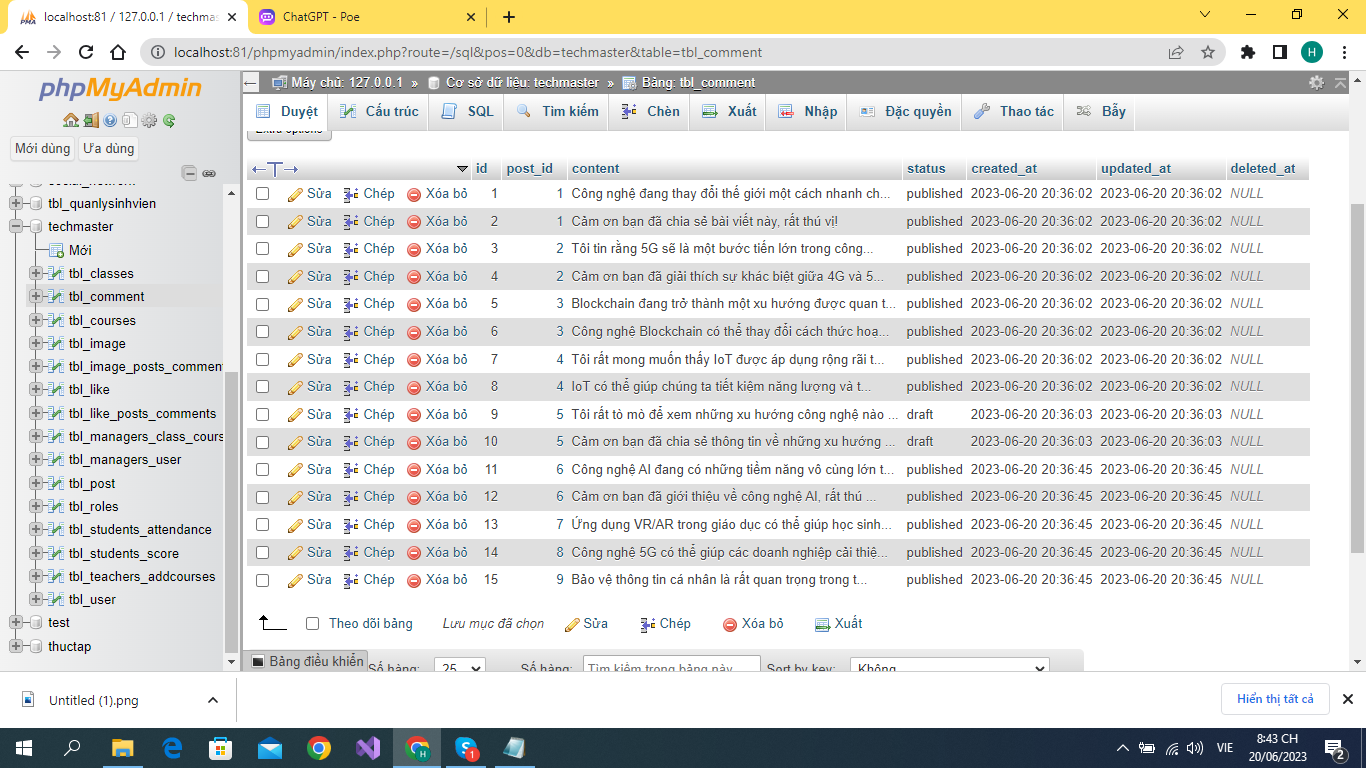 localhost:81 / 127.0.0.1 / techmas
ChatGPT - Poe
localhost:81/phpmyadmin/index.php?route=/sql&pos=0&db=techmaster&table=tbl_comment
H
phpMyAdmin
Mới dùng Ưa dùng
tbl_quanlysinhvien
techmaster
Mới
tbl_classes
tbl_comment
tbl_courses
tbl_image
tbl_image_posts_commen
tbl_like
tbl_like_posts_comments
tbl_managers_class_cours
tbl_managers_user
tbl_post
tbl_roles
tbl_students_attendance
tbl_students_score
tbl_teachers_addcourses
tbl_user
test
thuctap
Máy chủ: 127.0.0.1 » Cơ sở dữ liệu: techmaster » Bảng: tbl_comment
Duyệt Cấu trúc SQL Tìm kiếm Chèn Xuất Nhập Đặc quyền Thao tác Bẫy
Extra options
id post_id content status created_at updated_at deleted_at
Sửa Chép Xóa bỏ 1 1 Công nghệ đang thay đổi thế giới một cách nhanh ch... published 2023-06-20 20:36:02 2023-06-20 20:36:02 NULL
Sửa Chép Xóa bỏ 2 1 Cảm ơn bạn đã chia sẻ bài viết này, rất thú vị! published 2023-06-20 20:36:02 2023-06-20 20:36:02 NULL
Sửa Chép Xóa bỏ 3 2 Tôi tin rằng 5G sẽ là một bước tiến lớn trong công... published 2023-06-20 20:36:02 2023-06-20 20:36:02 NULL
Sửa Chép Xóa bỏ 4 2 Cảm ơn bạn đã giải thích sự khác biệt giữa 4G và 5... published 2023-06-20 20:36:02 2023-06-20 20:36:02 NULL
Sửa Chép Xóa bỏ 5 3 Blockchain đang trở thành một xu hướng được quan t... published 2023-06-20 20:36:02 2023-06-20 20:36:02 NULL
Sửa Chép Xóa bỏ 6 3 Công nghệ Blockchain có thể thay đổi cách thức hoạ... published 2023-06-20 20:36:02 2023-06-20 20:36:02 NULL
Sửa Chép Xóa bỏ 7 4 Tôi rất mong muốn thấy IoT được áp dụng rộng rãi t... published 2023-06-20 20:36:02 2023-06-20 20:36:02 NULL
Sửa Chép Xóa bỏ 8 4 IoT có thể giúp chúng ta tiết kiệm năng lượng và t... published 2023-06-20 20:36:02 2023-06-20 20:36:02 NULL
Sửa Chép Xóa bỏ 9 5 Tôi rất tò mò để xem những xu hướng công nghệ nào ... draft 2023-06-20 20:36:03 2023-06-20 20:36:03 NULL
Sửa Chép Xóa bỏ 10 5 Cảm ơn bạn đã chia sẻ thông tin về những xu hướng ... draft 2023-06-20 20:36:03 2023-06-20 20:36:03 NULL
Sửa Chép Xóa bỏ 11 6 Công nghệ AI đang có những tiềm năng vô cùng lớn t... published 2023-06-20 20:36:45 2023-06-20 20:36:45 NULL
Sửa Chép Xóa bỏ 12 6 Cảm ơn bạn đã giới thiệu về công nghệ AI, rất thú ... published 2023-06-20 20:36:45 2023-06-20 20:36:45 NULL
Sửa Chép Xóa bỏ 13 7 Ứng dụng VR/AR trong giáo dục có thể giúp học sinh... published 2023-06-20 20:36:45 2023-06-20 20:36:45 NULL
Sửa Chép Xóa bỏ 14 8 Công nghệ 5G có thể giúp các doanh nghiệp cải thiệ... published 2023-06-20 20:36:45 2023-06-20 20:36:45 NULL
Sửa Chép Xóa bỏ 15 9 Bảo vệ thông tin cá nhân là rất quan trọng trong t... published 2023-06-20 20:36:45 2023-06-20 20:36:45 NULL
Theo dõi bảng Lưu mục đã chọn Sửa Chép Xóa bỏ Xuất
Bảng điều khiển Số hàng: 25 Số hàng: Tìm kiếm trong bảng này Sort by key: Không
Untitled (1).png
Hiển thị tất cả
1
VIE
8:43 CH
20/06/2023
2